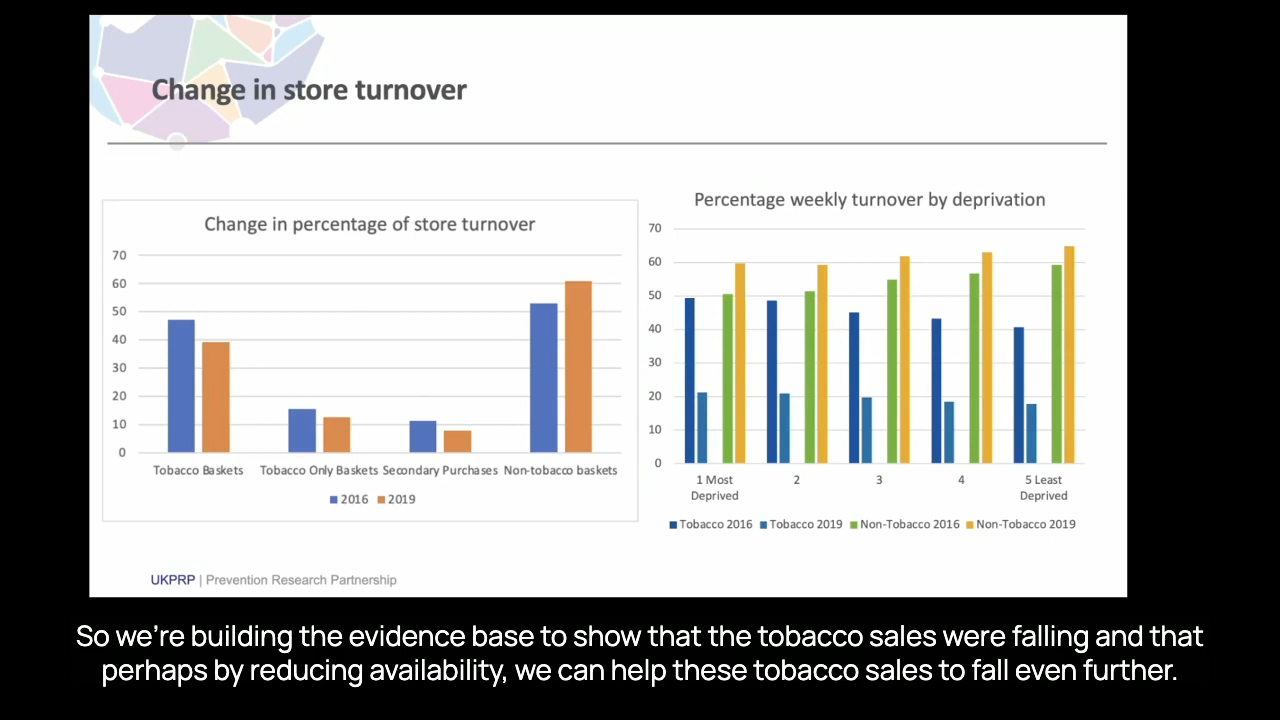 Change in store turnover
Change in percentage of store turnover
70
60
50
40
30
20
10
0
Tobacco Baskets Tobacco Only Baskets Secondary Purchases Non-tobacco baskets
2016 2019
Percentage weekly turnover by deprivation
70
60
50
40
30
20
10
0
1 Most Deprived 2 3 4 5 Least Deprived
Tobacco 2016 Tobacco 2019 Non-Tobacco 2016 Non-Tobacco 2019
UKPRP | Prevention Research Partnership
So we're building the evidence base to show that the tobacco sales were falling and that
perhaps by reducing availability, we can help these tobacco sales to fall even further.